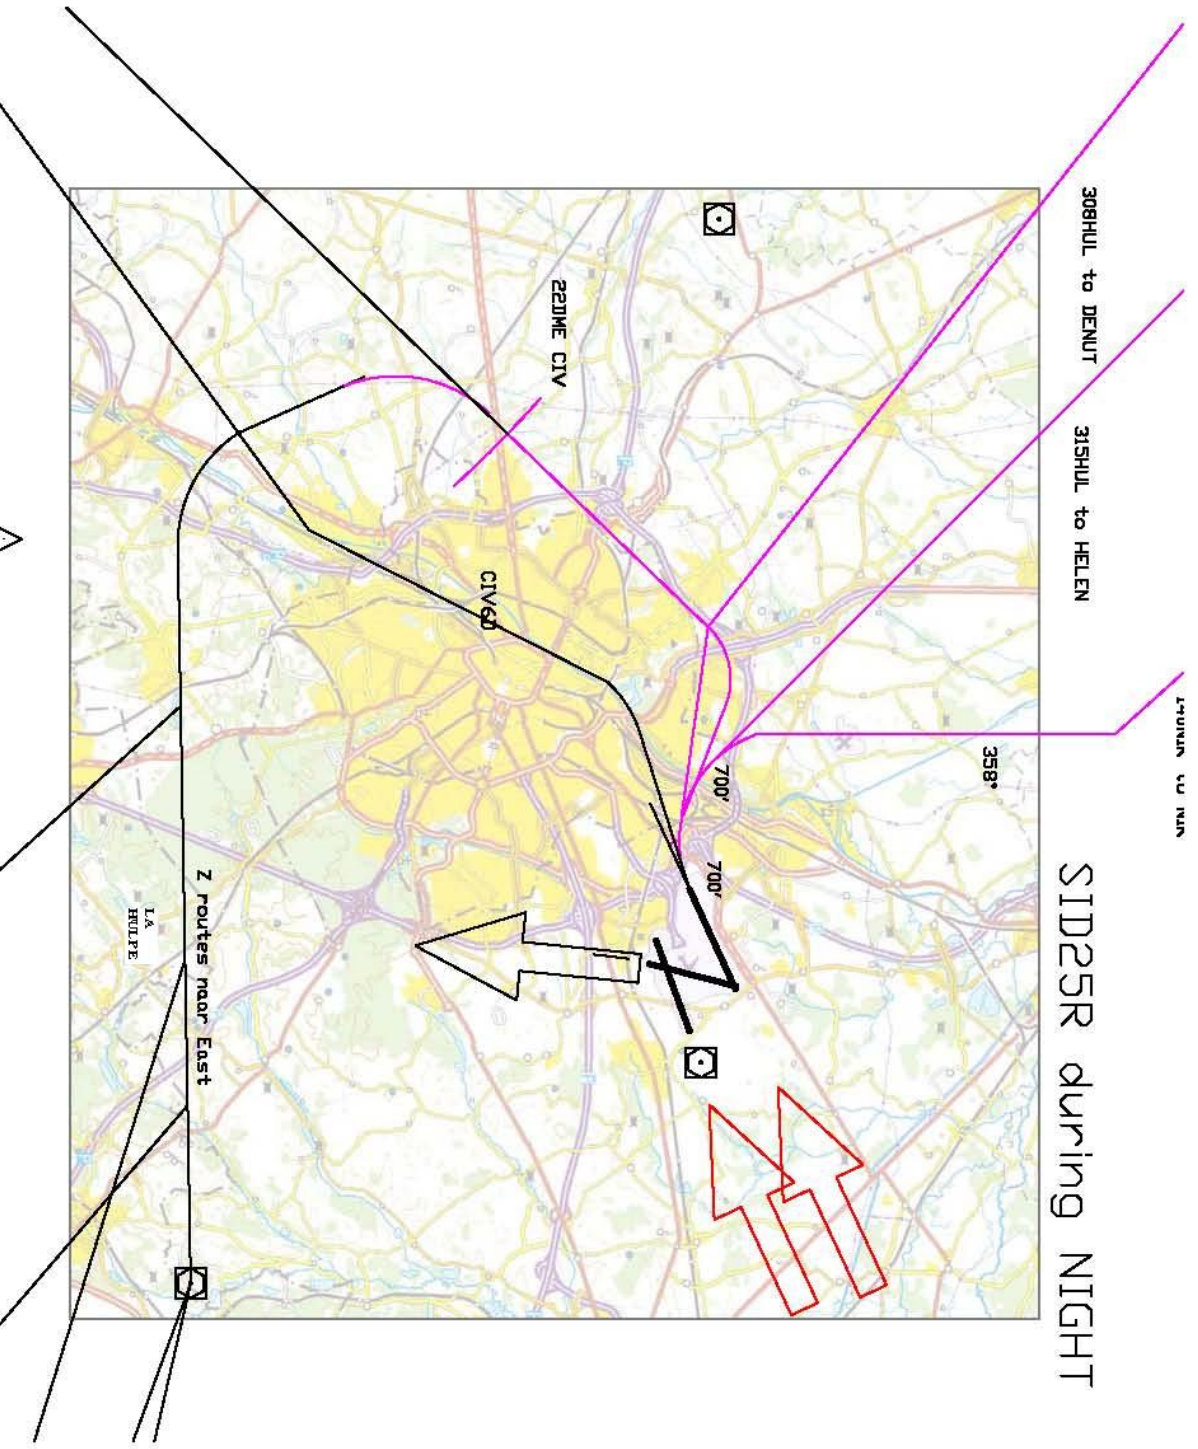 SID25R during NIGHT
308HUL to DENUT
315HUL to HELEN
358°
700'
700'
22DME CIV
CIV6D
Z routes naar East
LA
HULPE